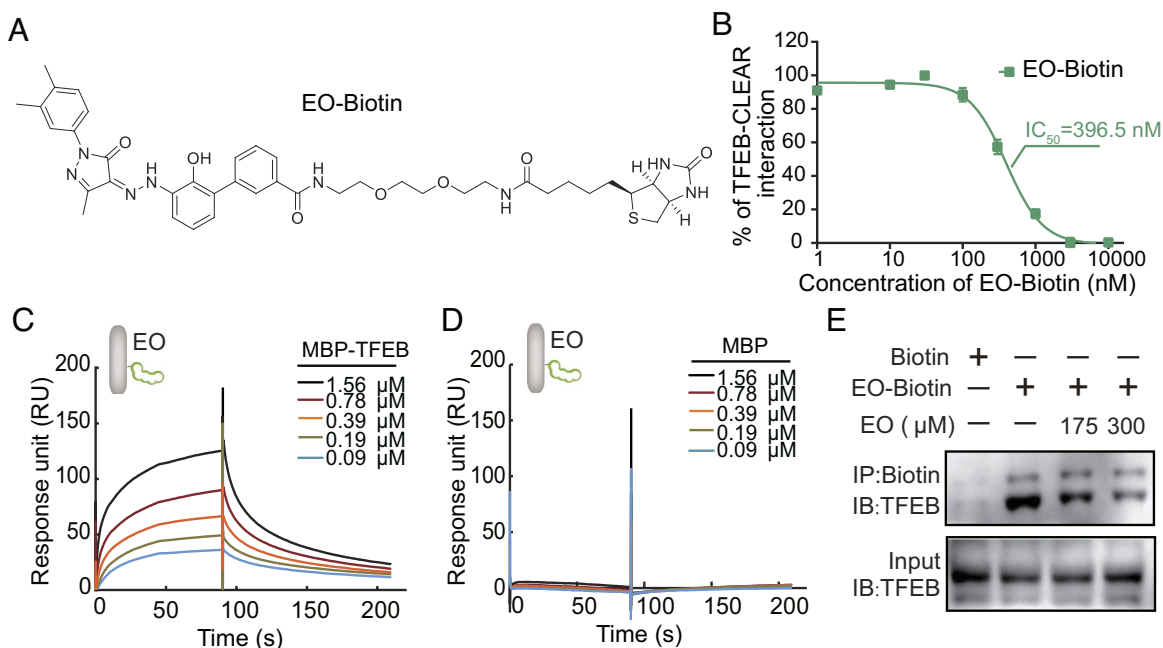 A
EO-Biotin
N
N
O
N
NH
OH
O
H
N
O
O
H
N
O
S
H
H
HN
NH
O
B
% of TFEB-CLEAR
interaction
120
100
80
60
40
20
0
1
10
100
1000
10000
EO-Biotin
IC50=396.5 nM
Concentration of EO-Biotin (nM)
C
EO
MBP-TFEB
1.56 µM
0.78 µM
0.39 µM
0.19 µM
0.09 µM
Response unit (RU)
200
150
100
50
0
0
50
100
150
200
Time (s)
D
EO
MBP
1.56 µM
0.78 µM
0.39 µM
0.19 µM
0.09 µM
Response unit (RU)
200
150
100
50
0
0
50
100
150
200
Time (s)
E
Biotin + — — —
EO-Biotin — + + +
EO ( µM) — — 175 300
IP:Biotin
IB:TFEB
Input
IB:TFEB